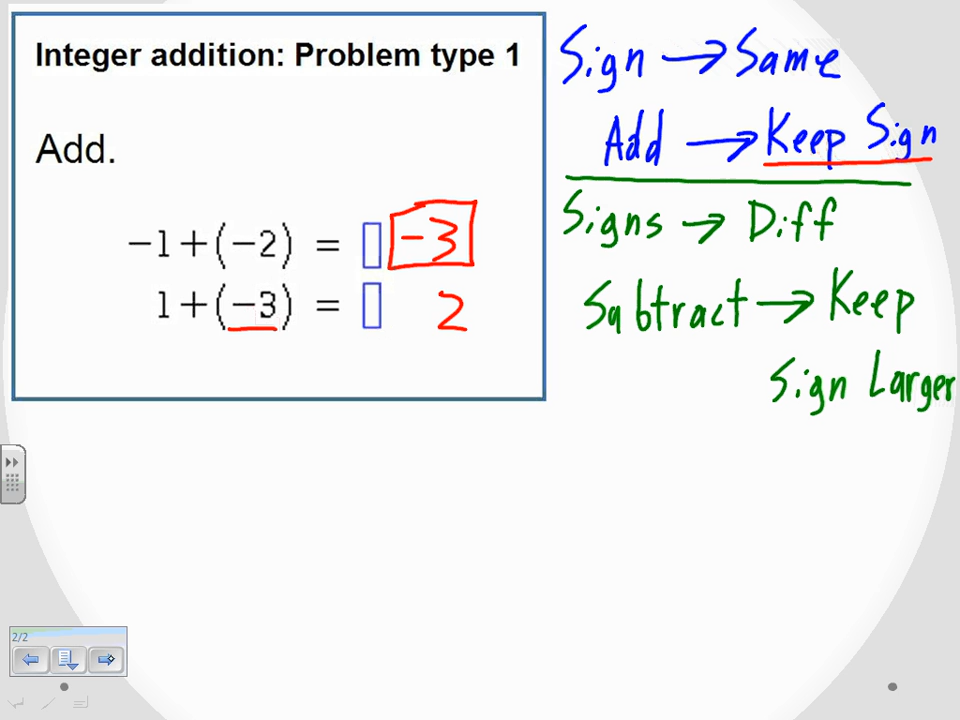 Integer addition: Problem type 1
Add.
−1+(−2) = −3
1+(−3) = 2
Sign → Same
Add → Keep Sign
Signs → Diff
Subtract → Keep
Sign Larger
2/2